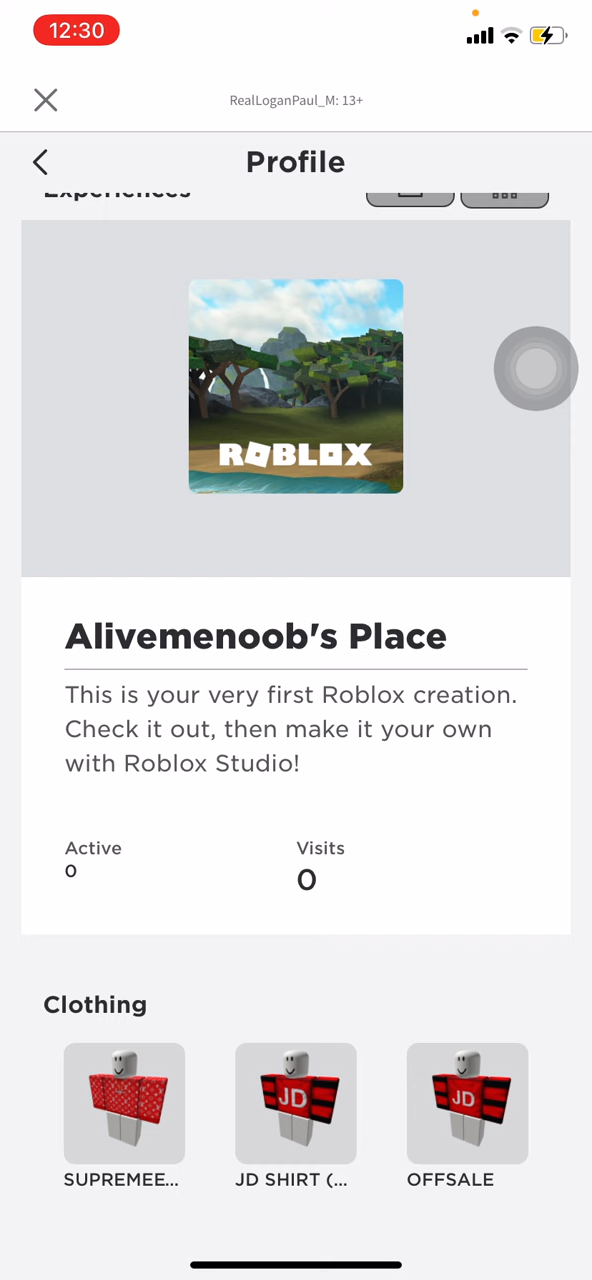 12:30
RealLoganPaul_M: 13+
Profile
Experiences
ROBLOX
Alivemenoob's Place
This is your very first Roblox creation.
Check it out, then make it your own
with Roblox Studio!
Active
Visits
0
0
Clothing
JD
JD
SUPREMEE...
JD SHIRT (...
OFFSALE